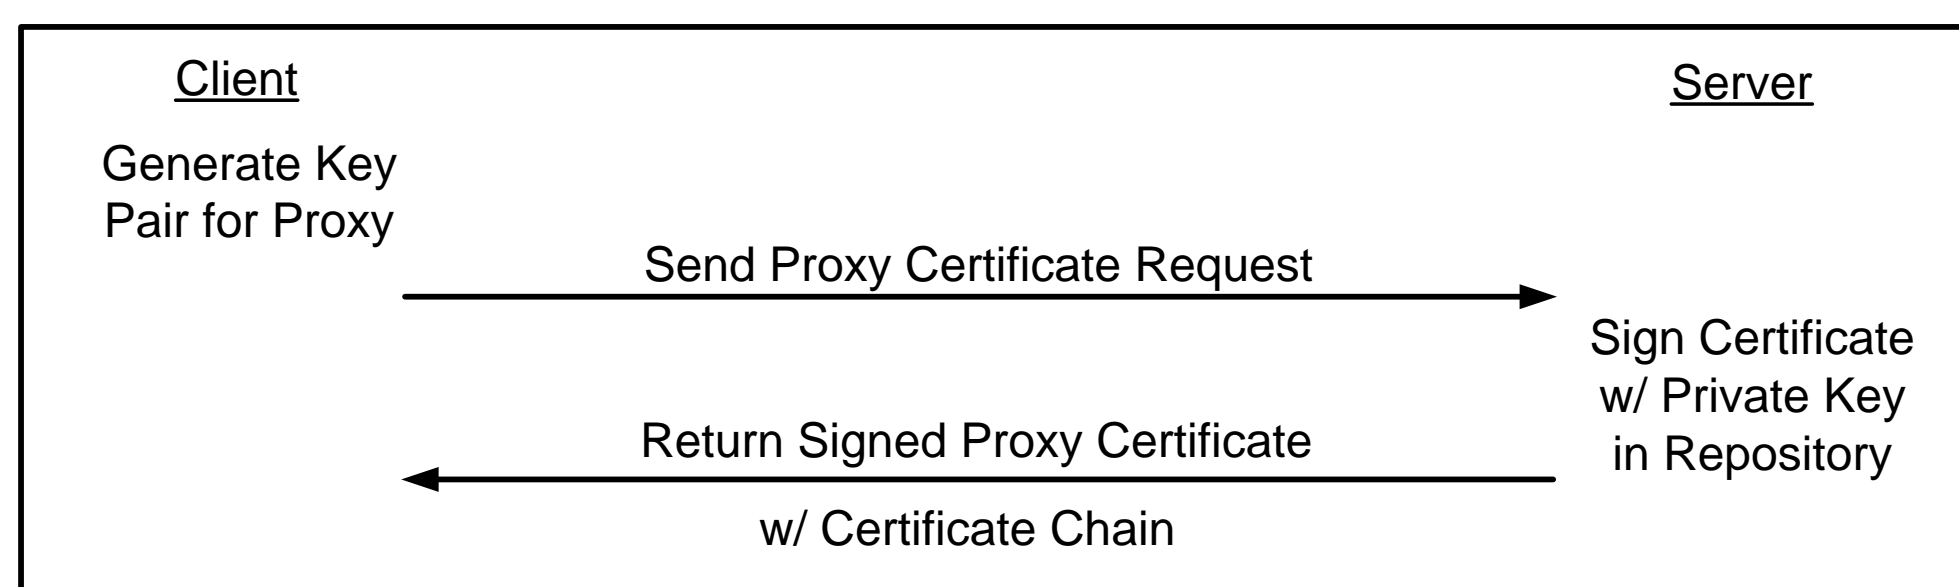 Client
Server
Generate Key
Pair for Proxy
Send Proxy Certificate Request
Sign Certificate
w/ Private Key
in Repository
Return Signed Proxy Certificate
w/ Certificate Chain